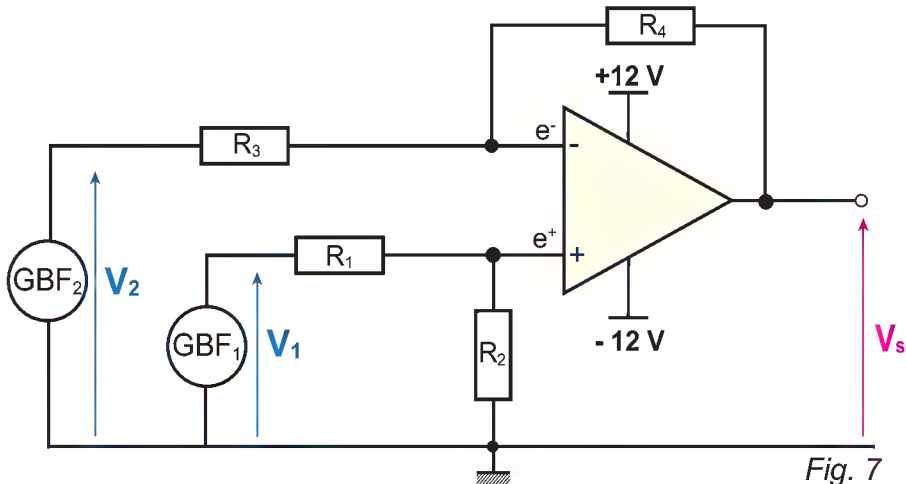 R₄
+12 V
e⁻
R₃
-
e⁺
R₁
+
GBF₂
V₂
GBF₁
V₁
R₂
- 12 V
Vₛ
Fig. 7